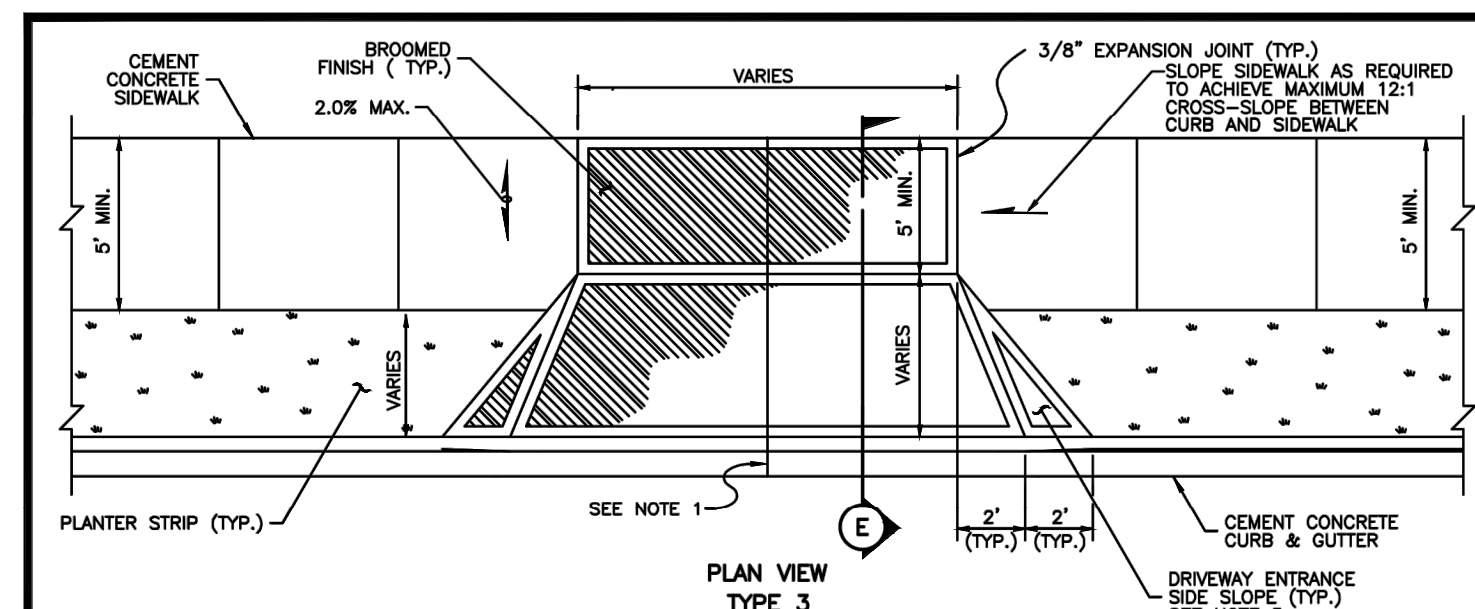 CEMENT
CONCRETE
SIDEWALK
BROOMED
FINISH ( TYP.)
2.0% MAX.
VARIES
3/8" EXPANSION JOINT (TYP.)
SLOPE SIDEWALK AS REQUIRED
TO ACHIEVE MAXIMUM 12:1
CROSS-SLOPE BETWEEN
CURB AND SIDEWALK
5' MIN.
5' MIN.
5' MIN.
VARIES
VARIES
PLANTER STRIP (TYP.)
SEE NOTE 1
E
2'
(TYP.)
2'
(TYP.)
CEMENT CONCRETE
CURB & GUTTER
DRIVEWAY ENTRANCE
SIDE SLOPE (TYP.)
PLAN VIEW
TYPE 3